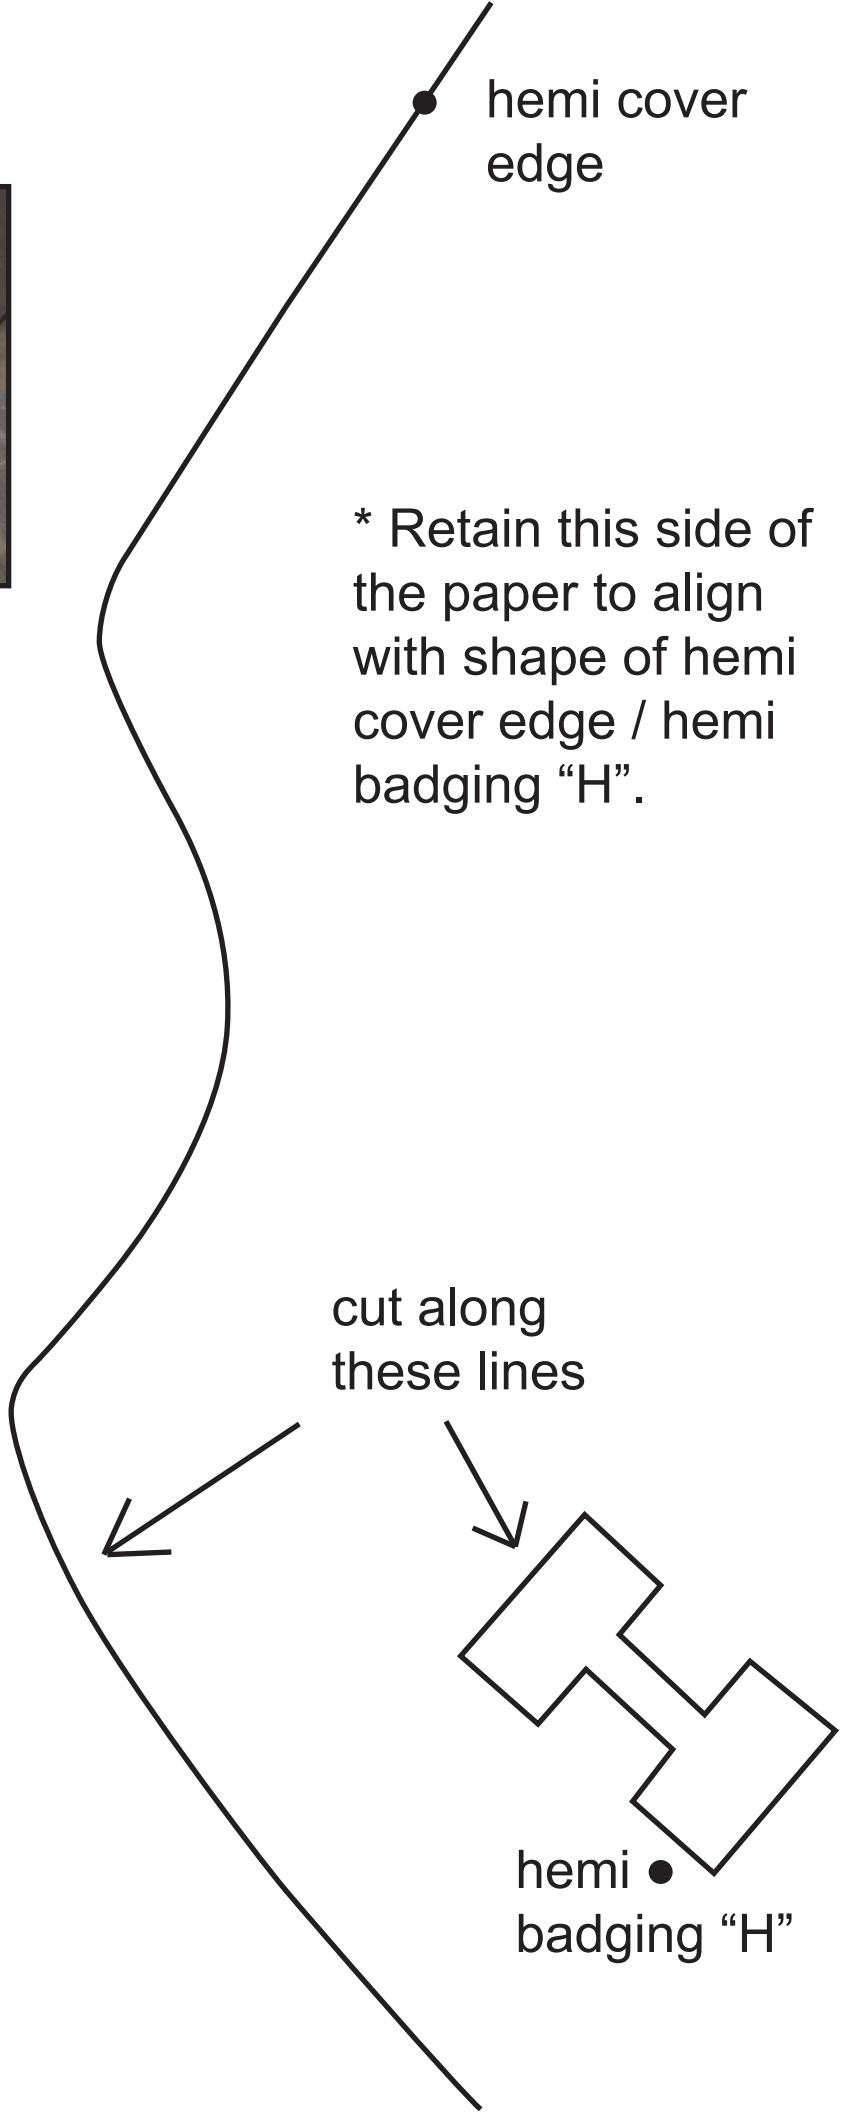 hemi cover
edge
* Retain this side of
the paper to align
with shape of hemi
cover edge / hemi
badging “H”.
cut along
these lines
hemi
badging “H”